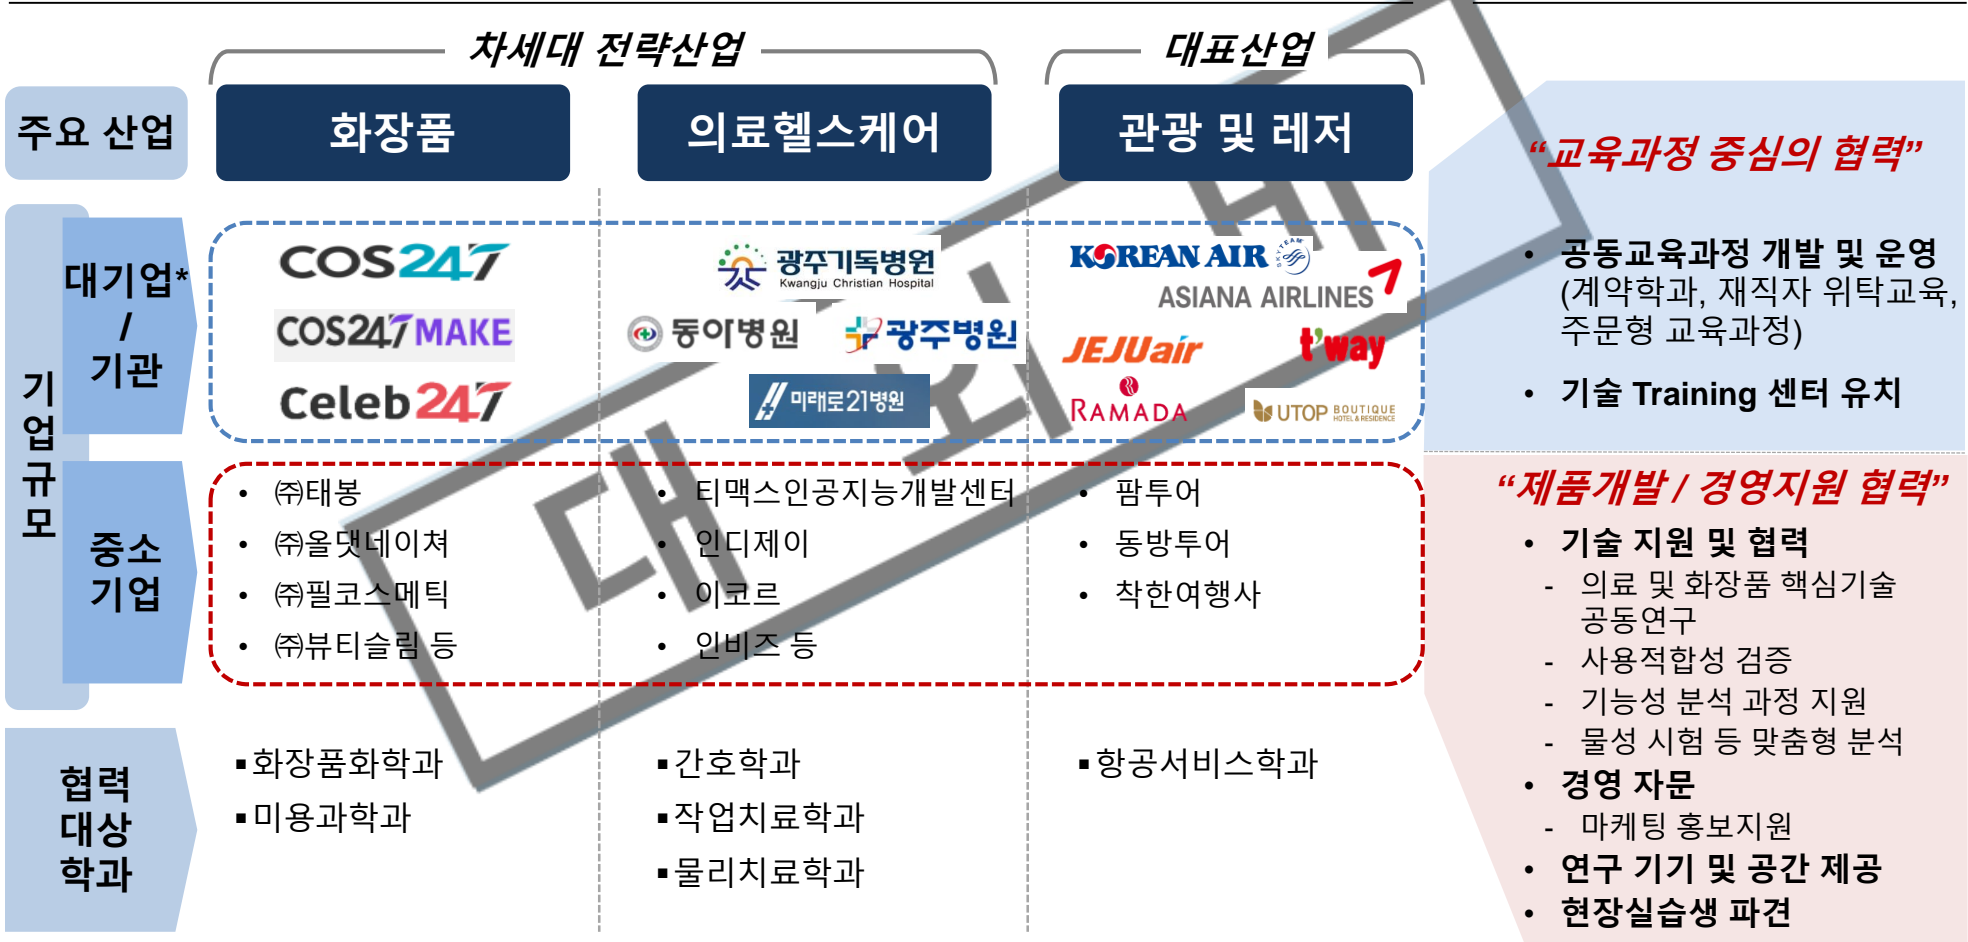 차세대 전략산업
대표산업
주요 산업
화장품
의료헬스케어
관광 및 레저
기업규모
대기업*
/
기관
COS247
COS247 MAKE
Celeb247
광주기독병원
Kwangju Christian Hospital
동아병원
광주병원
미래로21병원
KOREAN AIR
SKYTEAM
ASIANA AIRLINES
JEJUair
t'way
RAMADA
UTOP BOUTIQUE
HOTEL & RESIDENCE
중소
기업
• ㈜태봉
• ㈜올댓네이쳐
• ㈜필코스메틱
• ㈜뷰티슬림 등
• 티맥스인공지능개발센터
• 인디제이
• 이코르
• 인비즈 등
• 팜투어
• 동방투어
• 착한여행사
협력
대상
학과
▪화장품화학과
▪미용과학과
▪간호학과
▪작업치료학과
▪물리치료학과
▪항공서비스학과
“교육과정 중심의 협력”
• 공동교육과정 개발 및 운영
(계약학과, 재직자 위탁교육,
주문형 교육과정)
• 기술 Training 센터 유치
“제품개발 / 경영지원 협력”
• 기술 지원 및 협력
- 의료 및 화장품 핵심기술
공동연구
- 사용적합성 검증
- 기능성 분석 과정 지원
- 물성 시험 등 맞춤형 분석
• 경영 자문
- 마케팅 홍보지원
• 연구 기기 및 공간 제공
• 현장실습생 파견
대외비